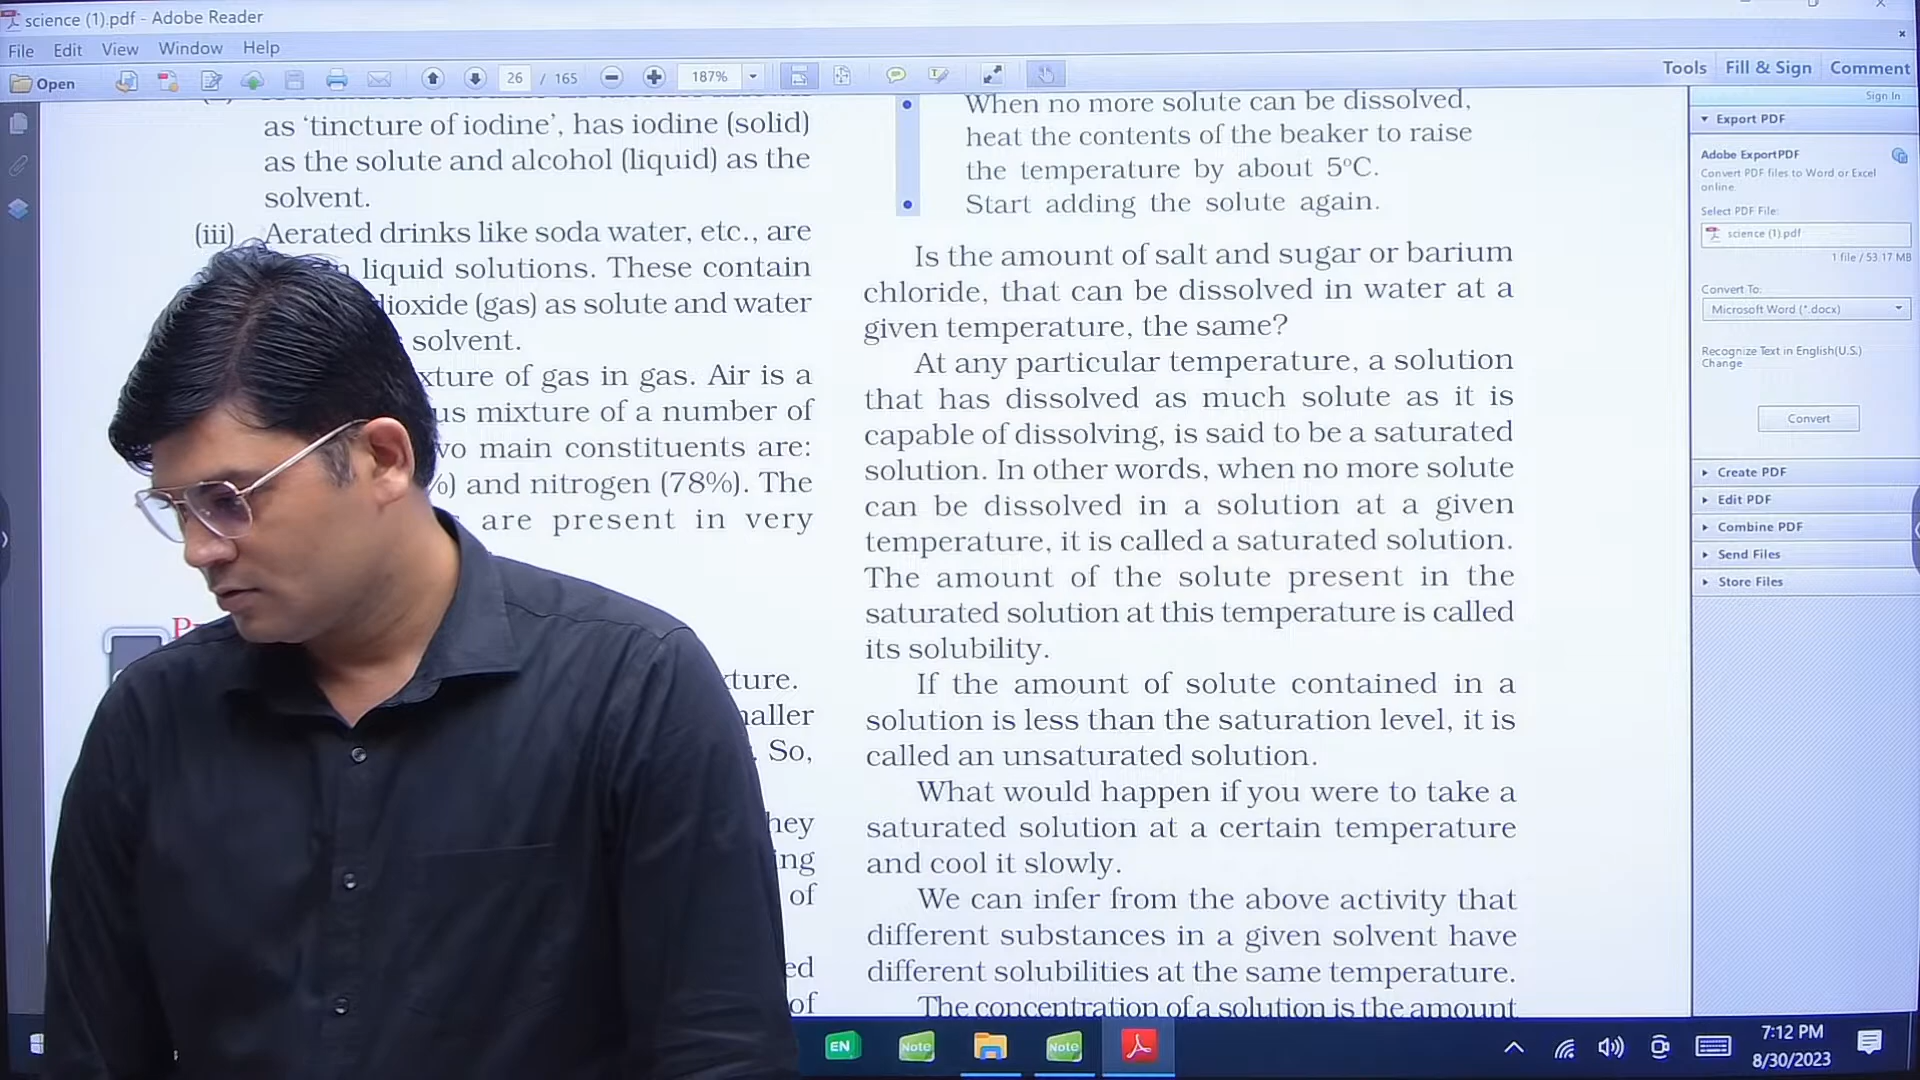 science (1).pdf - Adobe Reader
File Edit View Window Help
Open 26 / 165 187% Tools Fill & Sign Comment
Sign In
as ‘tincture of iodine’, has iodine (solid)
as the solute and alcohol (liquid) as the
solvent.
(iii) Aerated drinks like soda water, etc., are
liquid solutions. These contain
dioxide (gas) as solute and water
solvent.
xture of gas in gas. Air is a
us mixture of a number of
wo main constituents are:
%) and nitrogen (78%). The
are present in very
xture.
naller
. So,
hey
ing
of
ed
of
• When no more solute can be dissolved,
heat the contents of the beaker to raise
the temperature by about 5°C.
• Start adding the solute again.
Is the amount of salt and sugar or barium
chloride, that can be dissolved in water at a
given temperature, the same?
At any particular temperature, a solution
that has dissolved as much solute as it is
capable of dissolving, is said to be a saturated
solution. In other words, when no more solute
can be dissolved in a solution at a given
temperature, it is called a saturated solution.
The amount of the solute present in the
saturated solution at this temperature is called
its solubility.
If the amount of solute contained in a
solution is less than the saturation level, it is
called an unsaturated solution.
What would happen if you were to take a
saturated solution at a certain temperature
and cool it slowly.
We can infer from the above activity that
different substances in a given solvent have
different solubilities at the same temperature.
The concentration of a solution is the amount
Export PDF
Adobe ExportPDF
Convert PDF files to Word or Excel
online.
Select PDF File:
science (1).pdf
1 file / 53.17 MB
Convert To:
Microsoft Word (*.docx)
Recognize Text in English(U.S.)
Change
Convert
Create PDF
Edit PDF
Combine PDF
Send Files
Store Files
EN Note Note
7:12 PM
8/30/2023